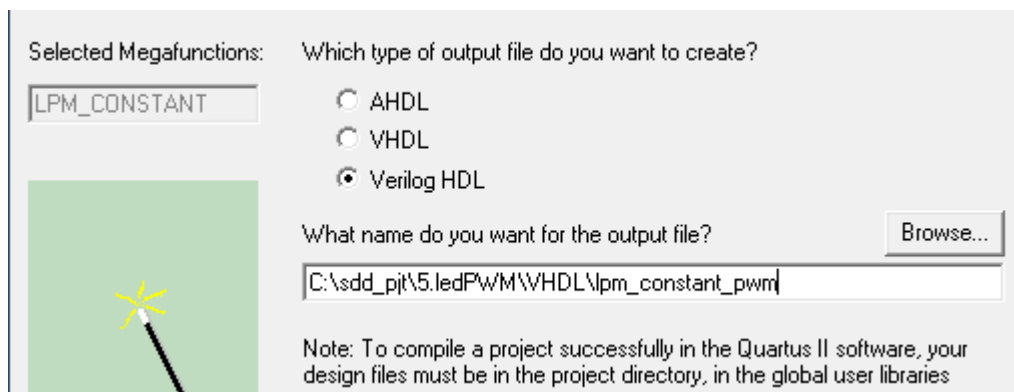 Selected Megafunctions:
LPM_CONSTANT
Which type of output file do you want to create?
AHDL
VHDL
Verilog HDL
What name do you want for the output file?
Browse...
C:\sdd_pjt\5.ledPWM\VHDL\lpm_constant_pwm
Note: To compile a project successfully in the Quartus II software, your
design files must be in the project directory, in the global user libraries